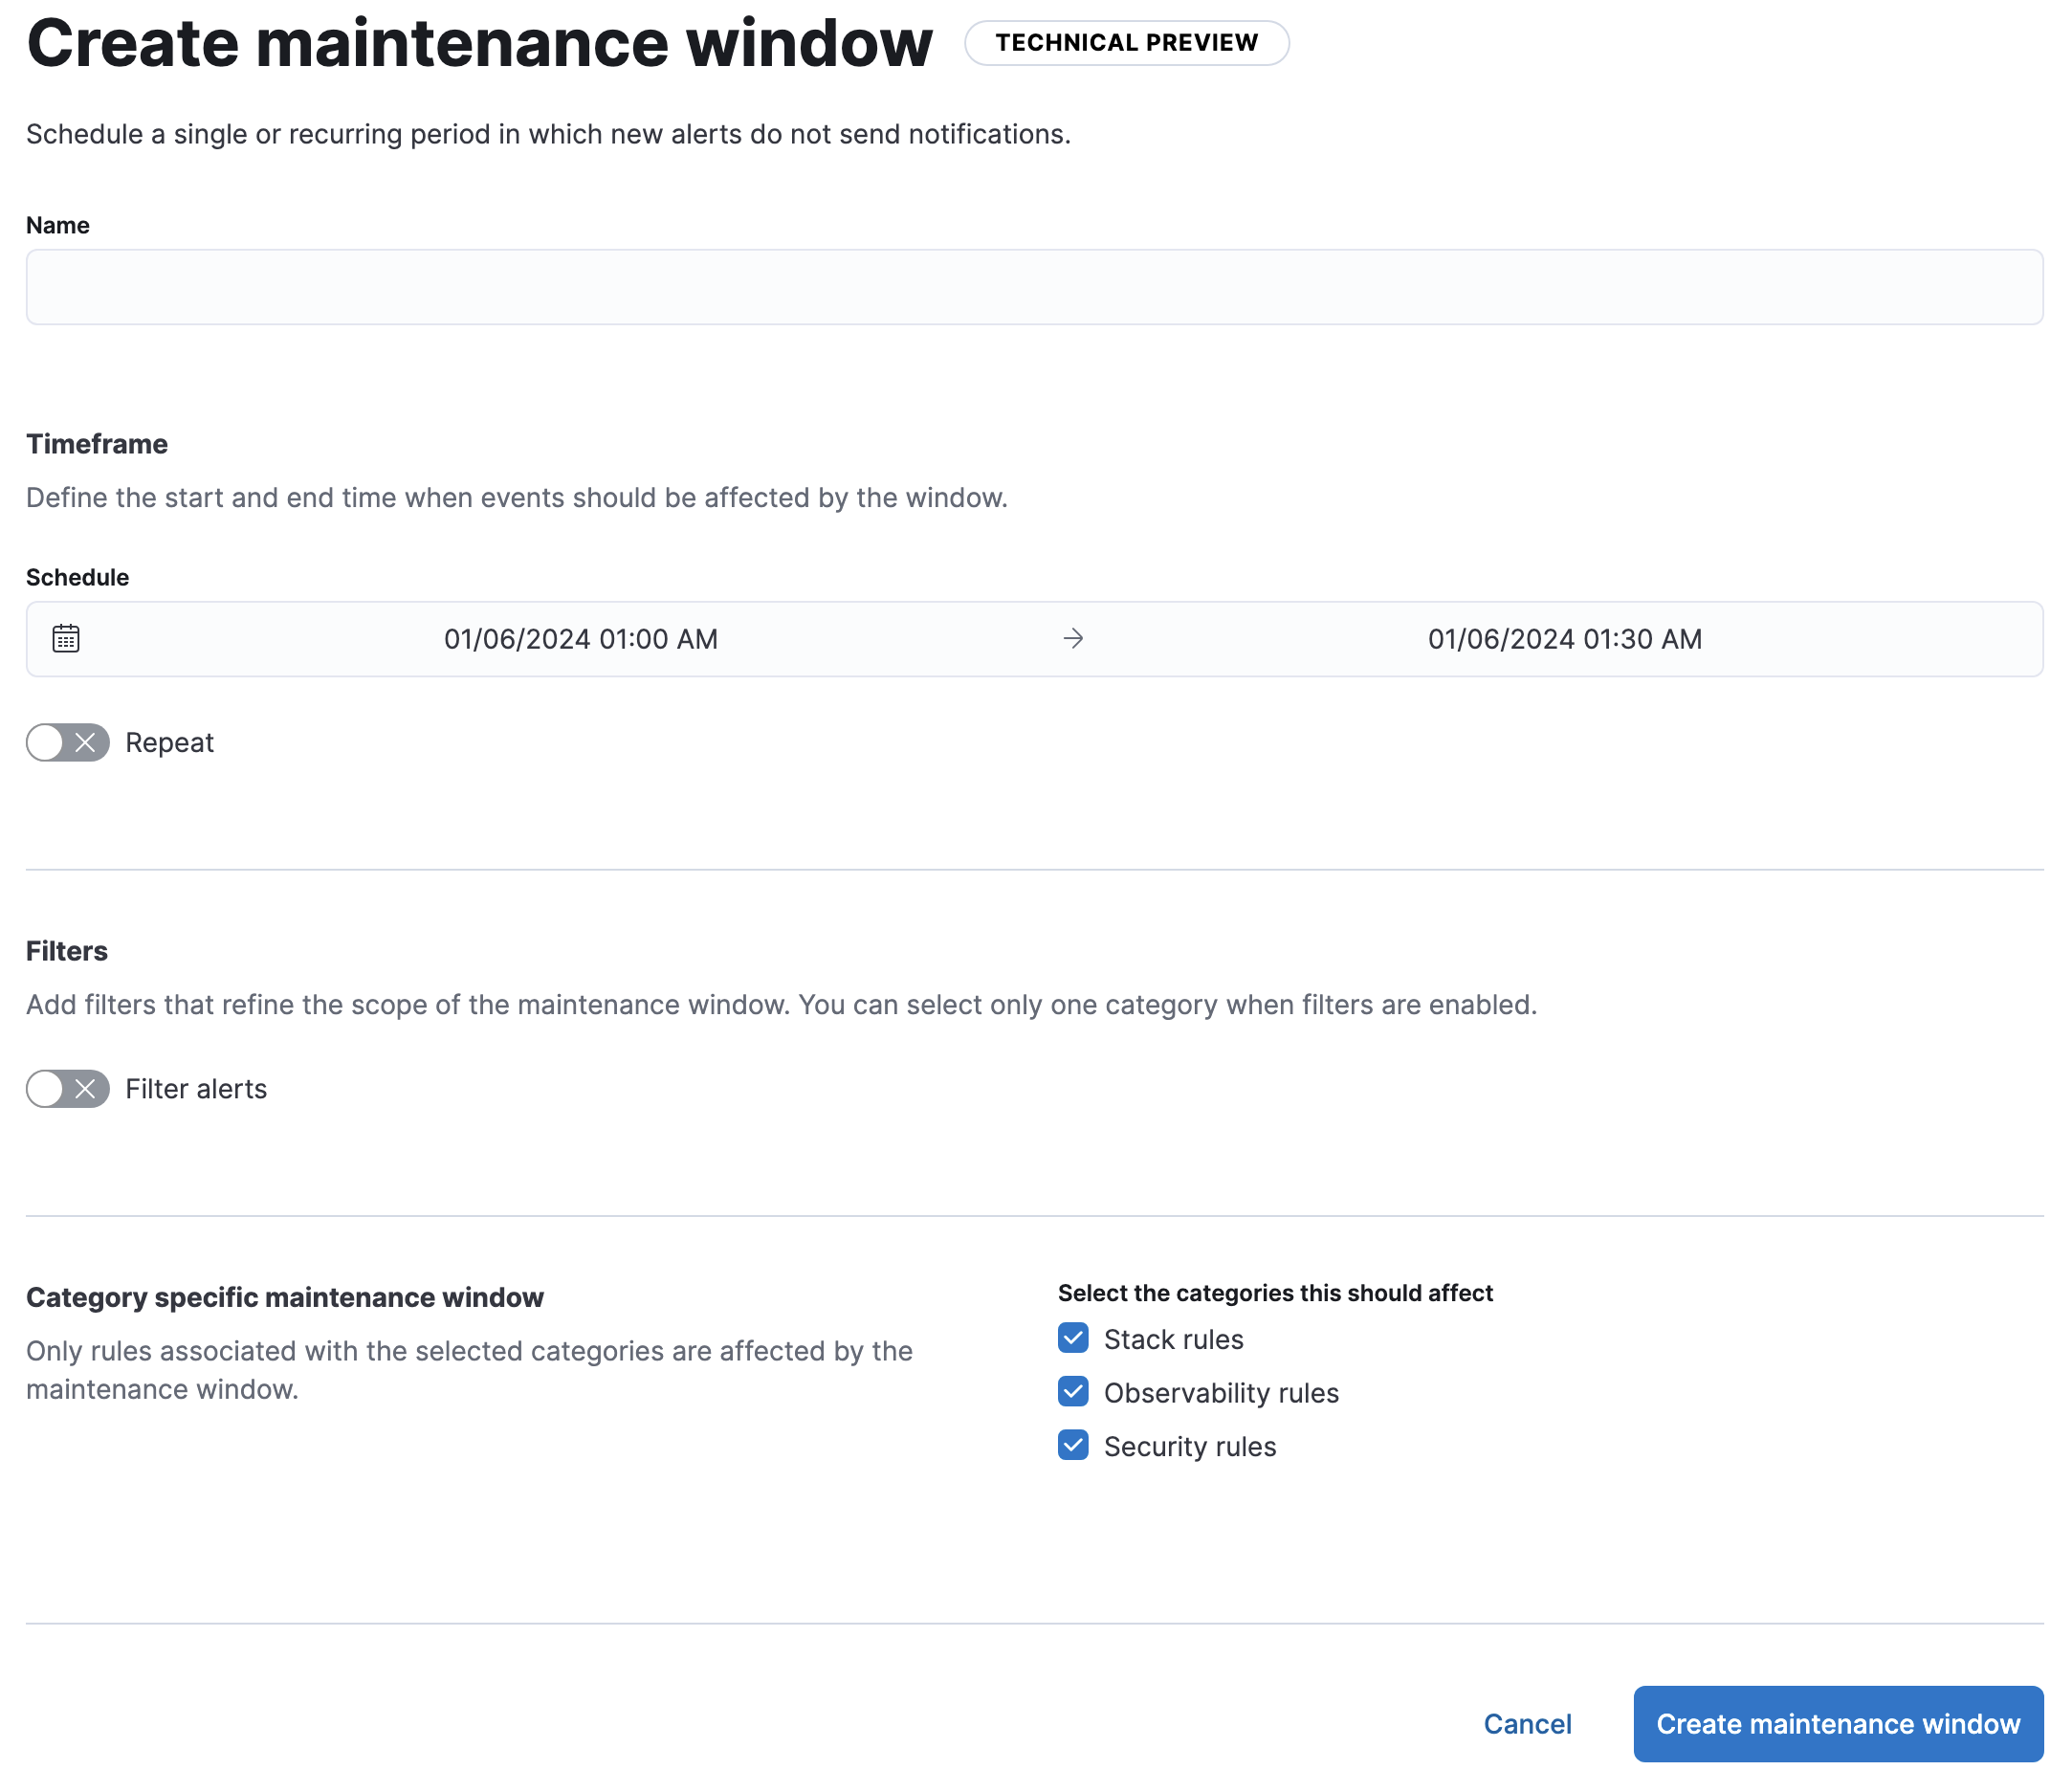 Create maintenance window TECHNICAL PREVIEW
Schedule a single or recurring period in which new alerts do not send notifications.
Name
Timeframe
Define the start and end time when events should be affected by the window.
Schedule
01/06/2024 01:00 AM → 01/06/2024 01:30 AM
Repeat
Filters
Add filters that refine the scope of the maintenance window. You can select only one category when filters are enabled.
Filter alerts
Category specific maintenance window
Only rules associated with the selected categories are affected by the
maintenance window.
Select the categories this should affect
Stack rules
Observability rules
Security rules
Cancel
Create maintenance window